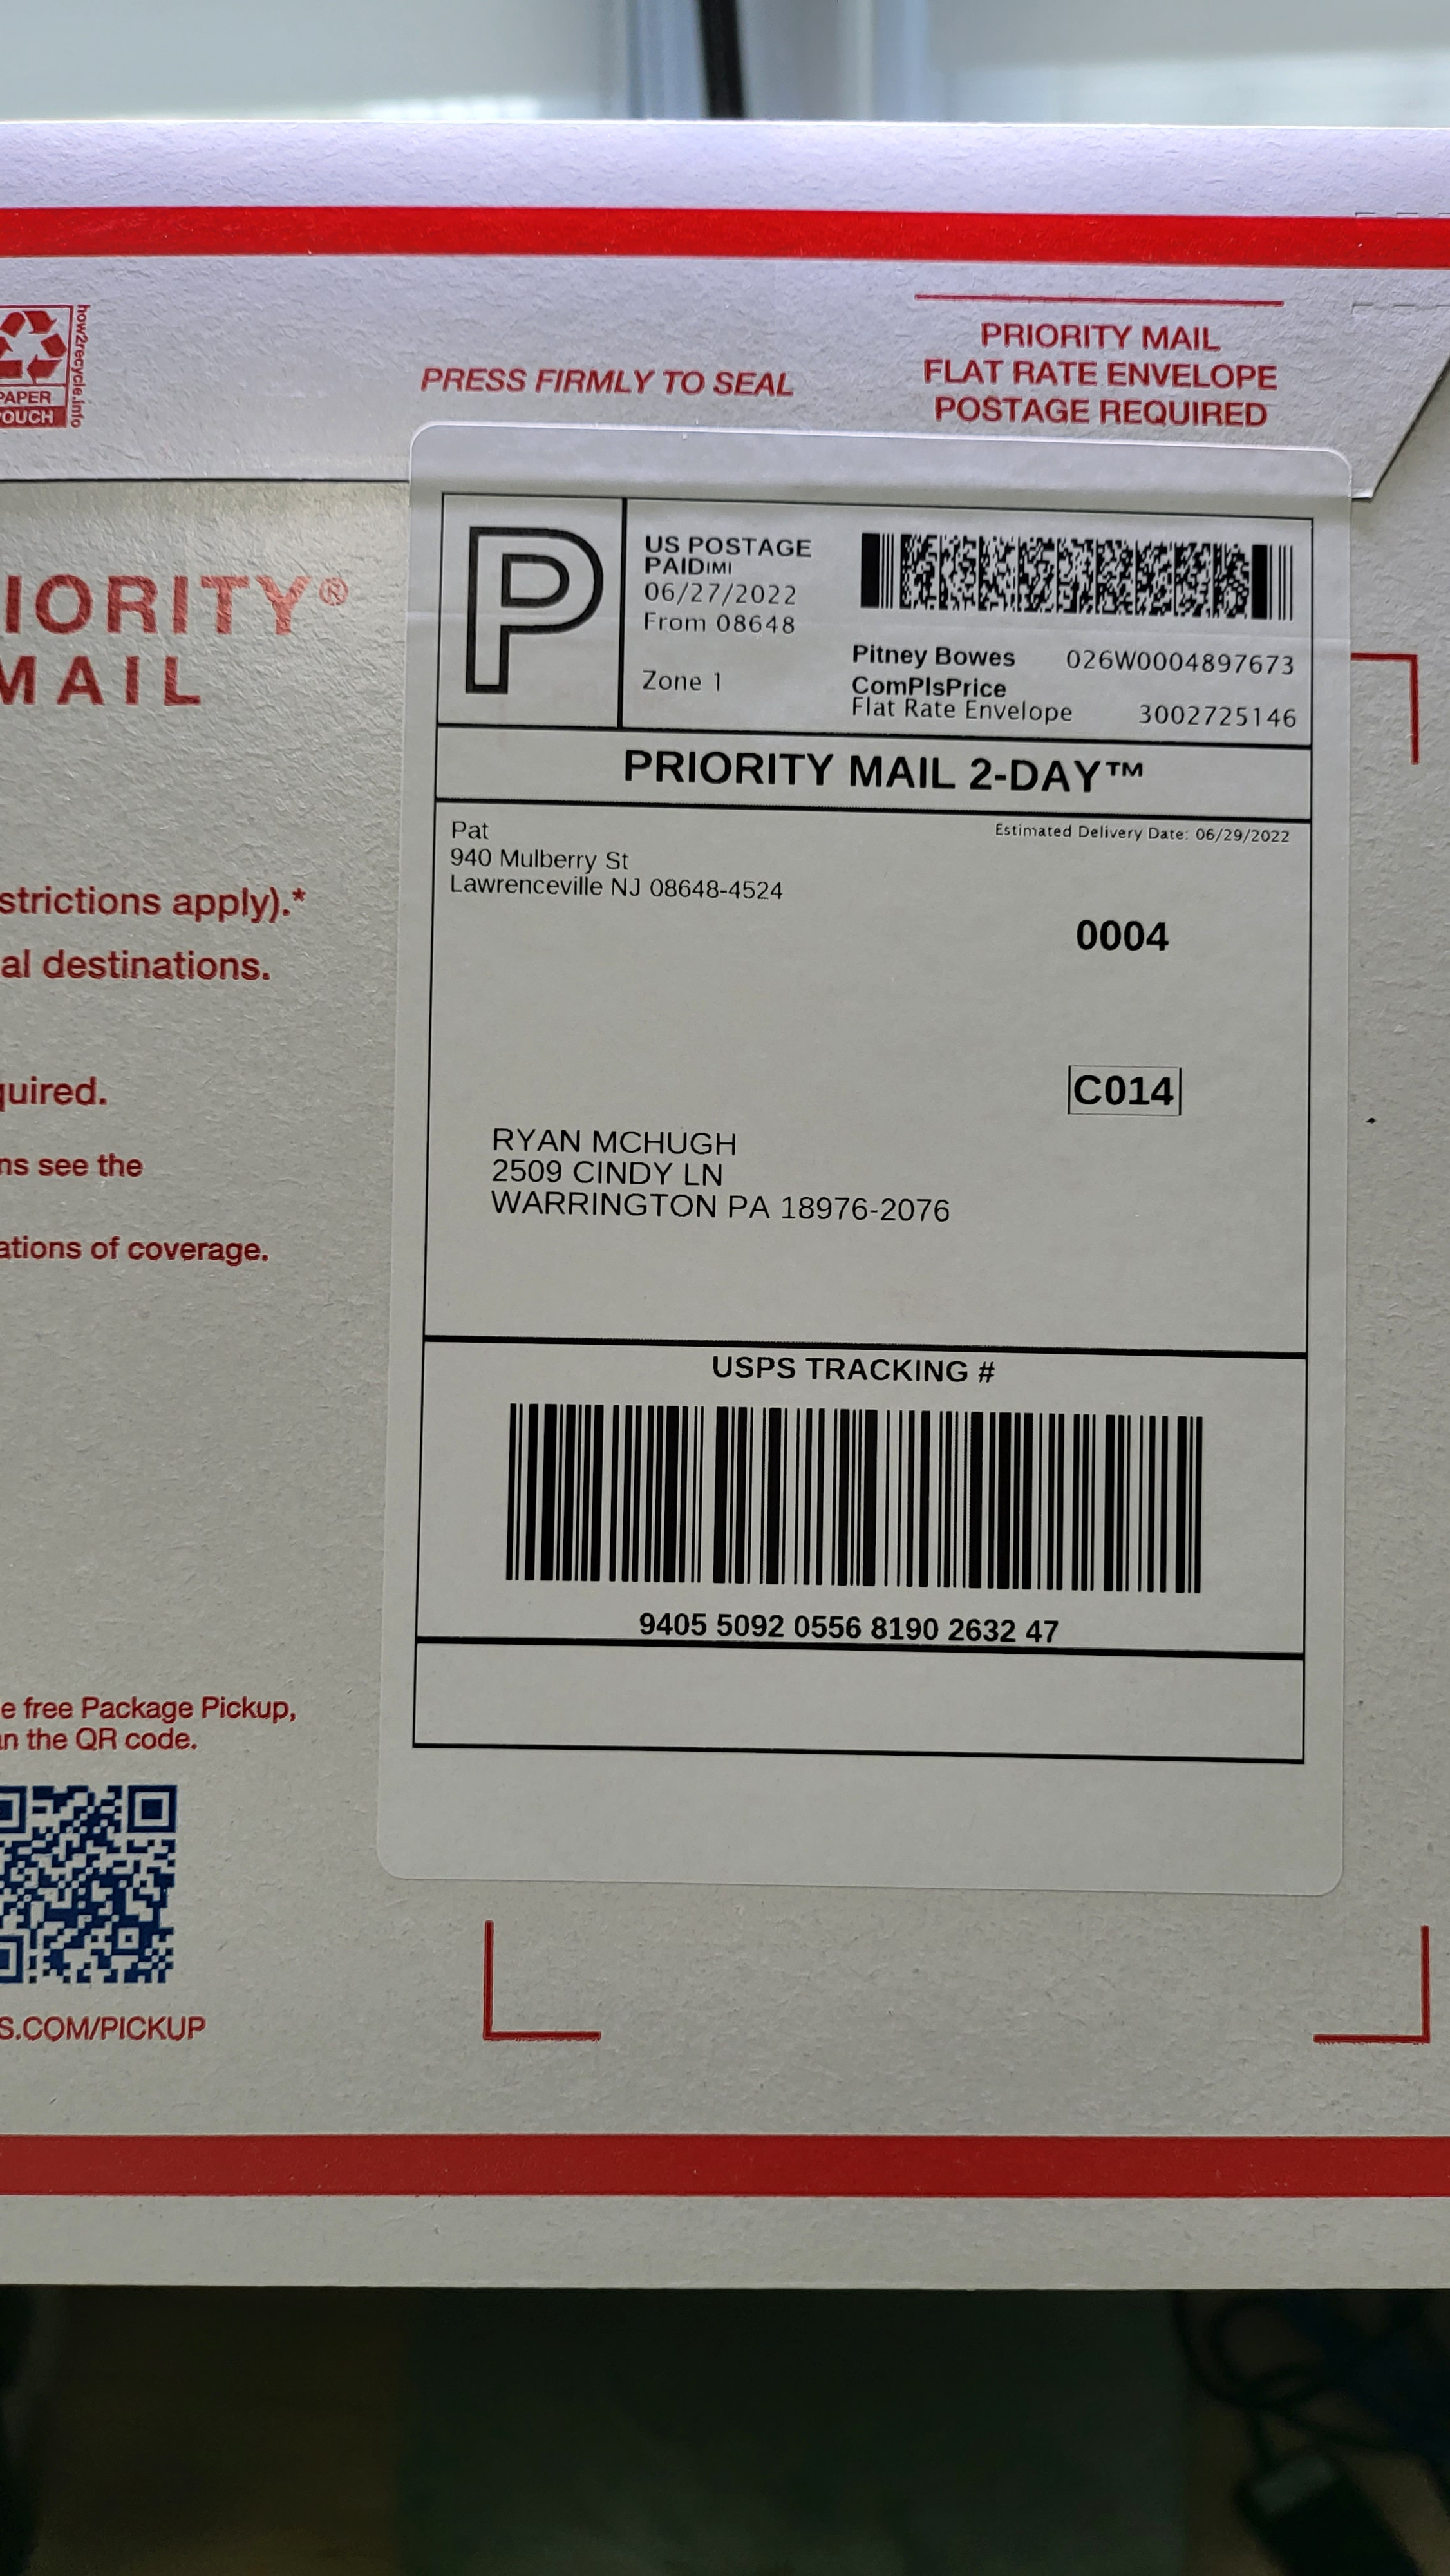 how2recycle.info
PAPER
OUCH
PRESS FIRMLY TO SEAL
PRIORITY MAIL
FLAT RATE ENVELOPE
POSTAGE REQUIRED
IORITY®
MAIL
strictions apply).*
al destinations.
quired.
ns see the
ations of coverage.
e free Package Pickup,
n the QR code.
S.COM/PICKUP
P
US POSTAGE
PAIDIMI
06/27/2022
From 08648
Zone 1
Pitney Bowes 026W0004897673
ComPlsPrice
Flat Rate Envelope 3002725146
PRIORITY MAIL 2-DAY™
Pat
940 Mulberry St
Lawrenceville NJ 08648-4524
Estimated Delivery Date: 06/29/2022
0004
C014
RYAN MCHUGH
2509 CINDY LN
WARRINGTON PA 18976-2076
USPS TRACKING #
9405 5092 0556 8190 2632 47